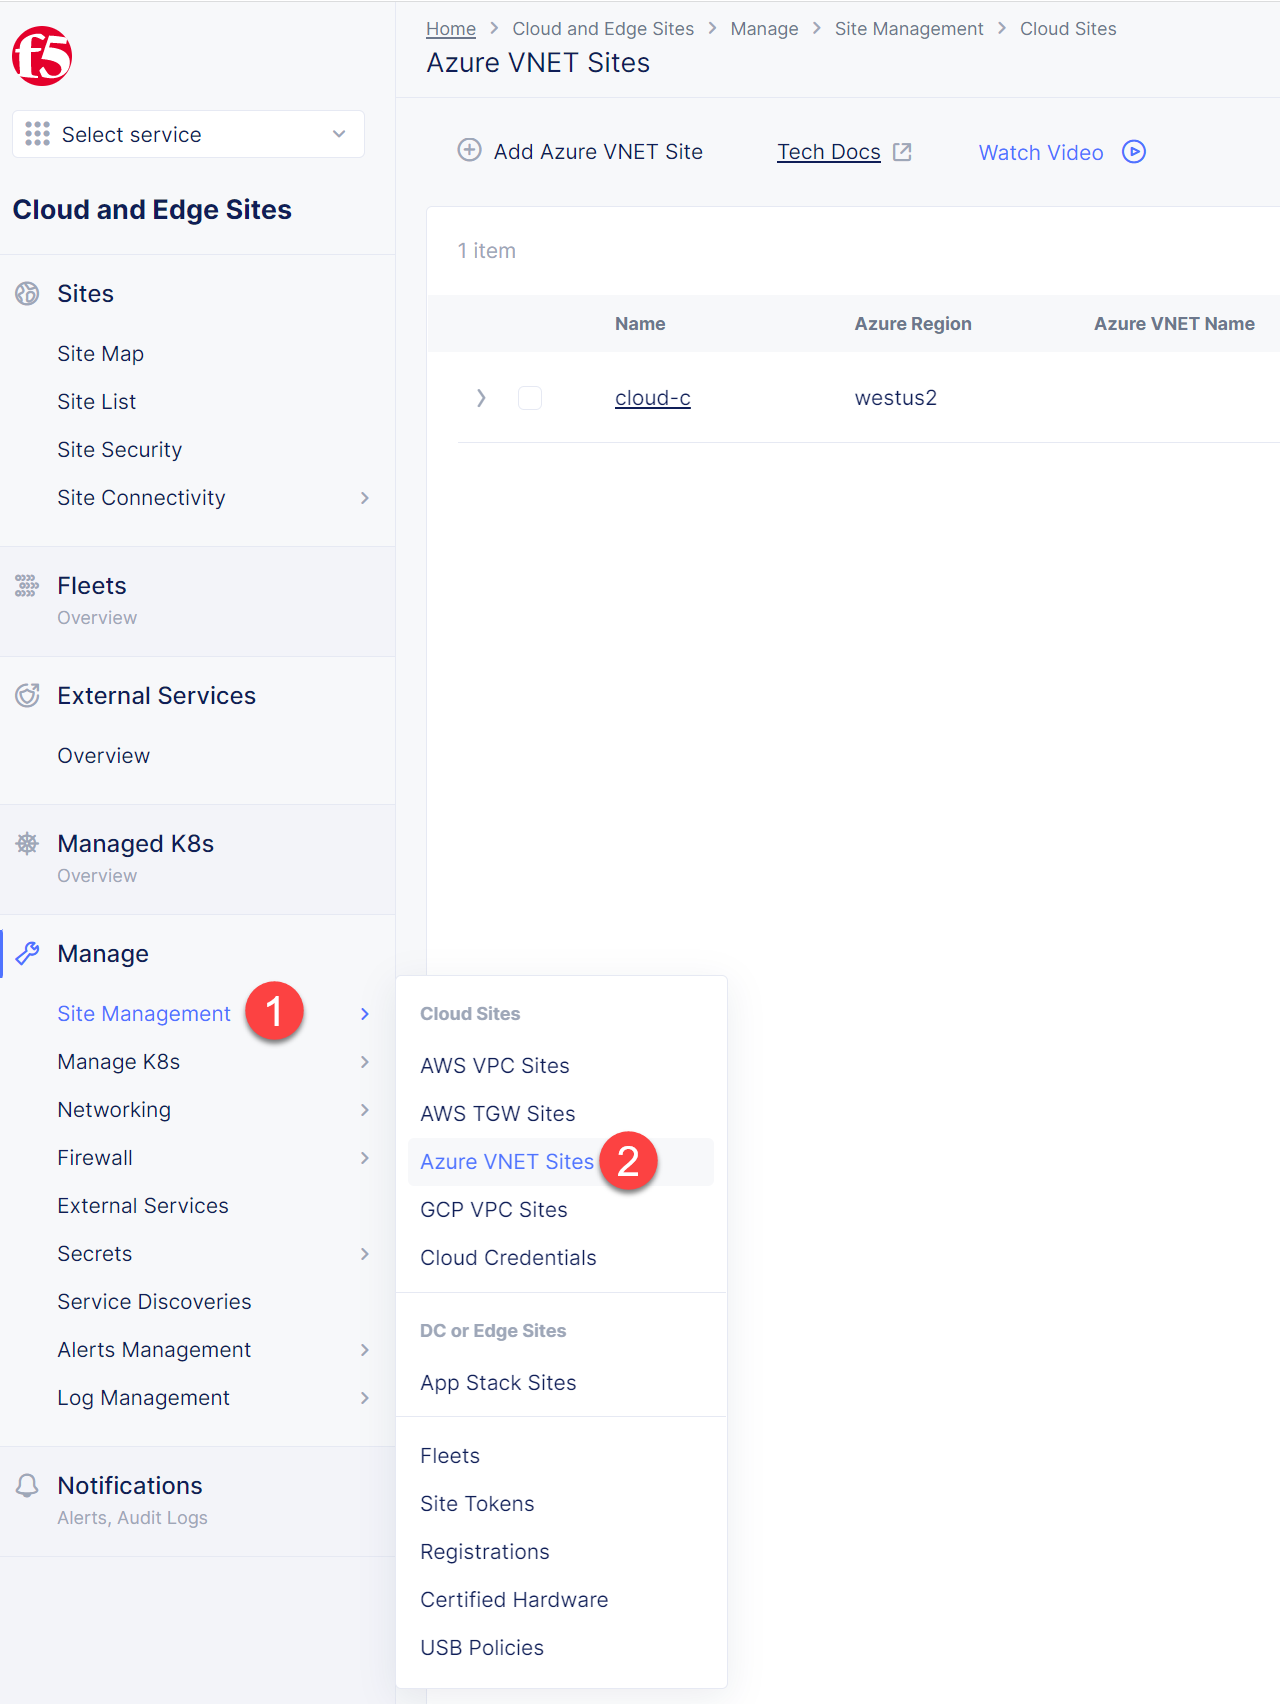 f5
Home > Cloud and Edge Sites > Manage > Site Management > Cloud Sites
Azure VNET Sites
Select service
Cloud and Edge Sites
Add Azure VNET Site
Tech Docs
Watch Video
1 item
Name Azure Region Azure VNET Name
cloud-c westus2
Sites
Site Map
Site List
Site Security
Site Connectivity
Fleets
Overview
External Services
Overview
Managed K8s
Overview
Manage
Site Management 1
Manage K8s
Networking
Firewall
External Services
Secrets
Service Discoveries
Alerts Management
Log Management
Notifications
Alerts, Audit Logs
Cloud Sites
AWS VPC Sites
AWS TGW Sites
Azure VNET Sites 2
GCP VPC Sites
Cloud Credentials
DC or Edge Sites
App Stack Sites
Fleets
Site Tokens
Registrations
Certified Hardware
USB Policies